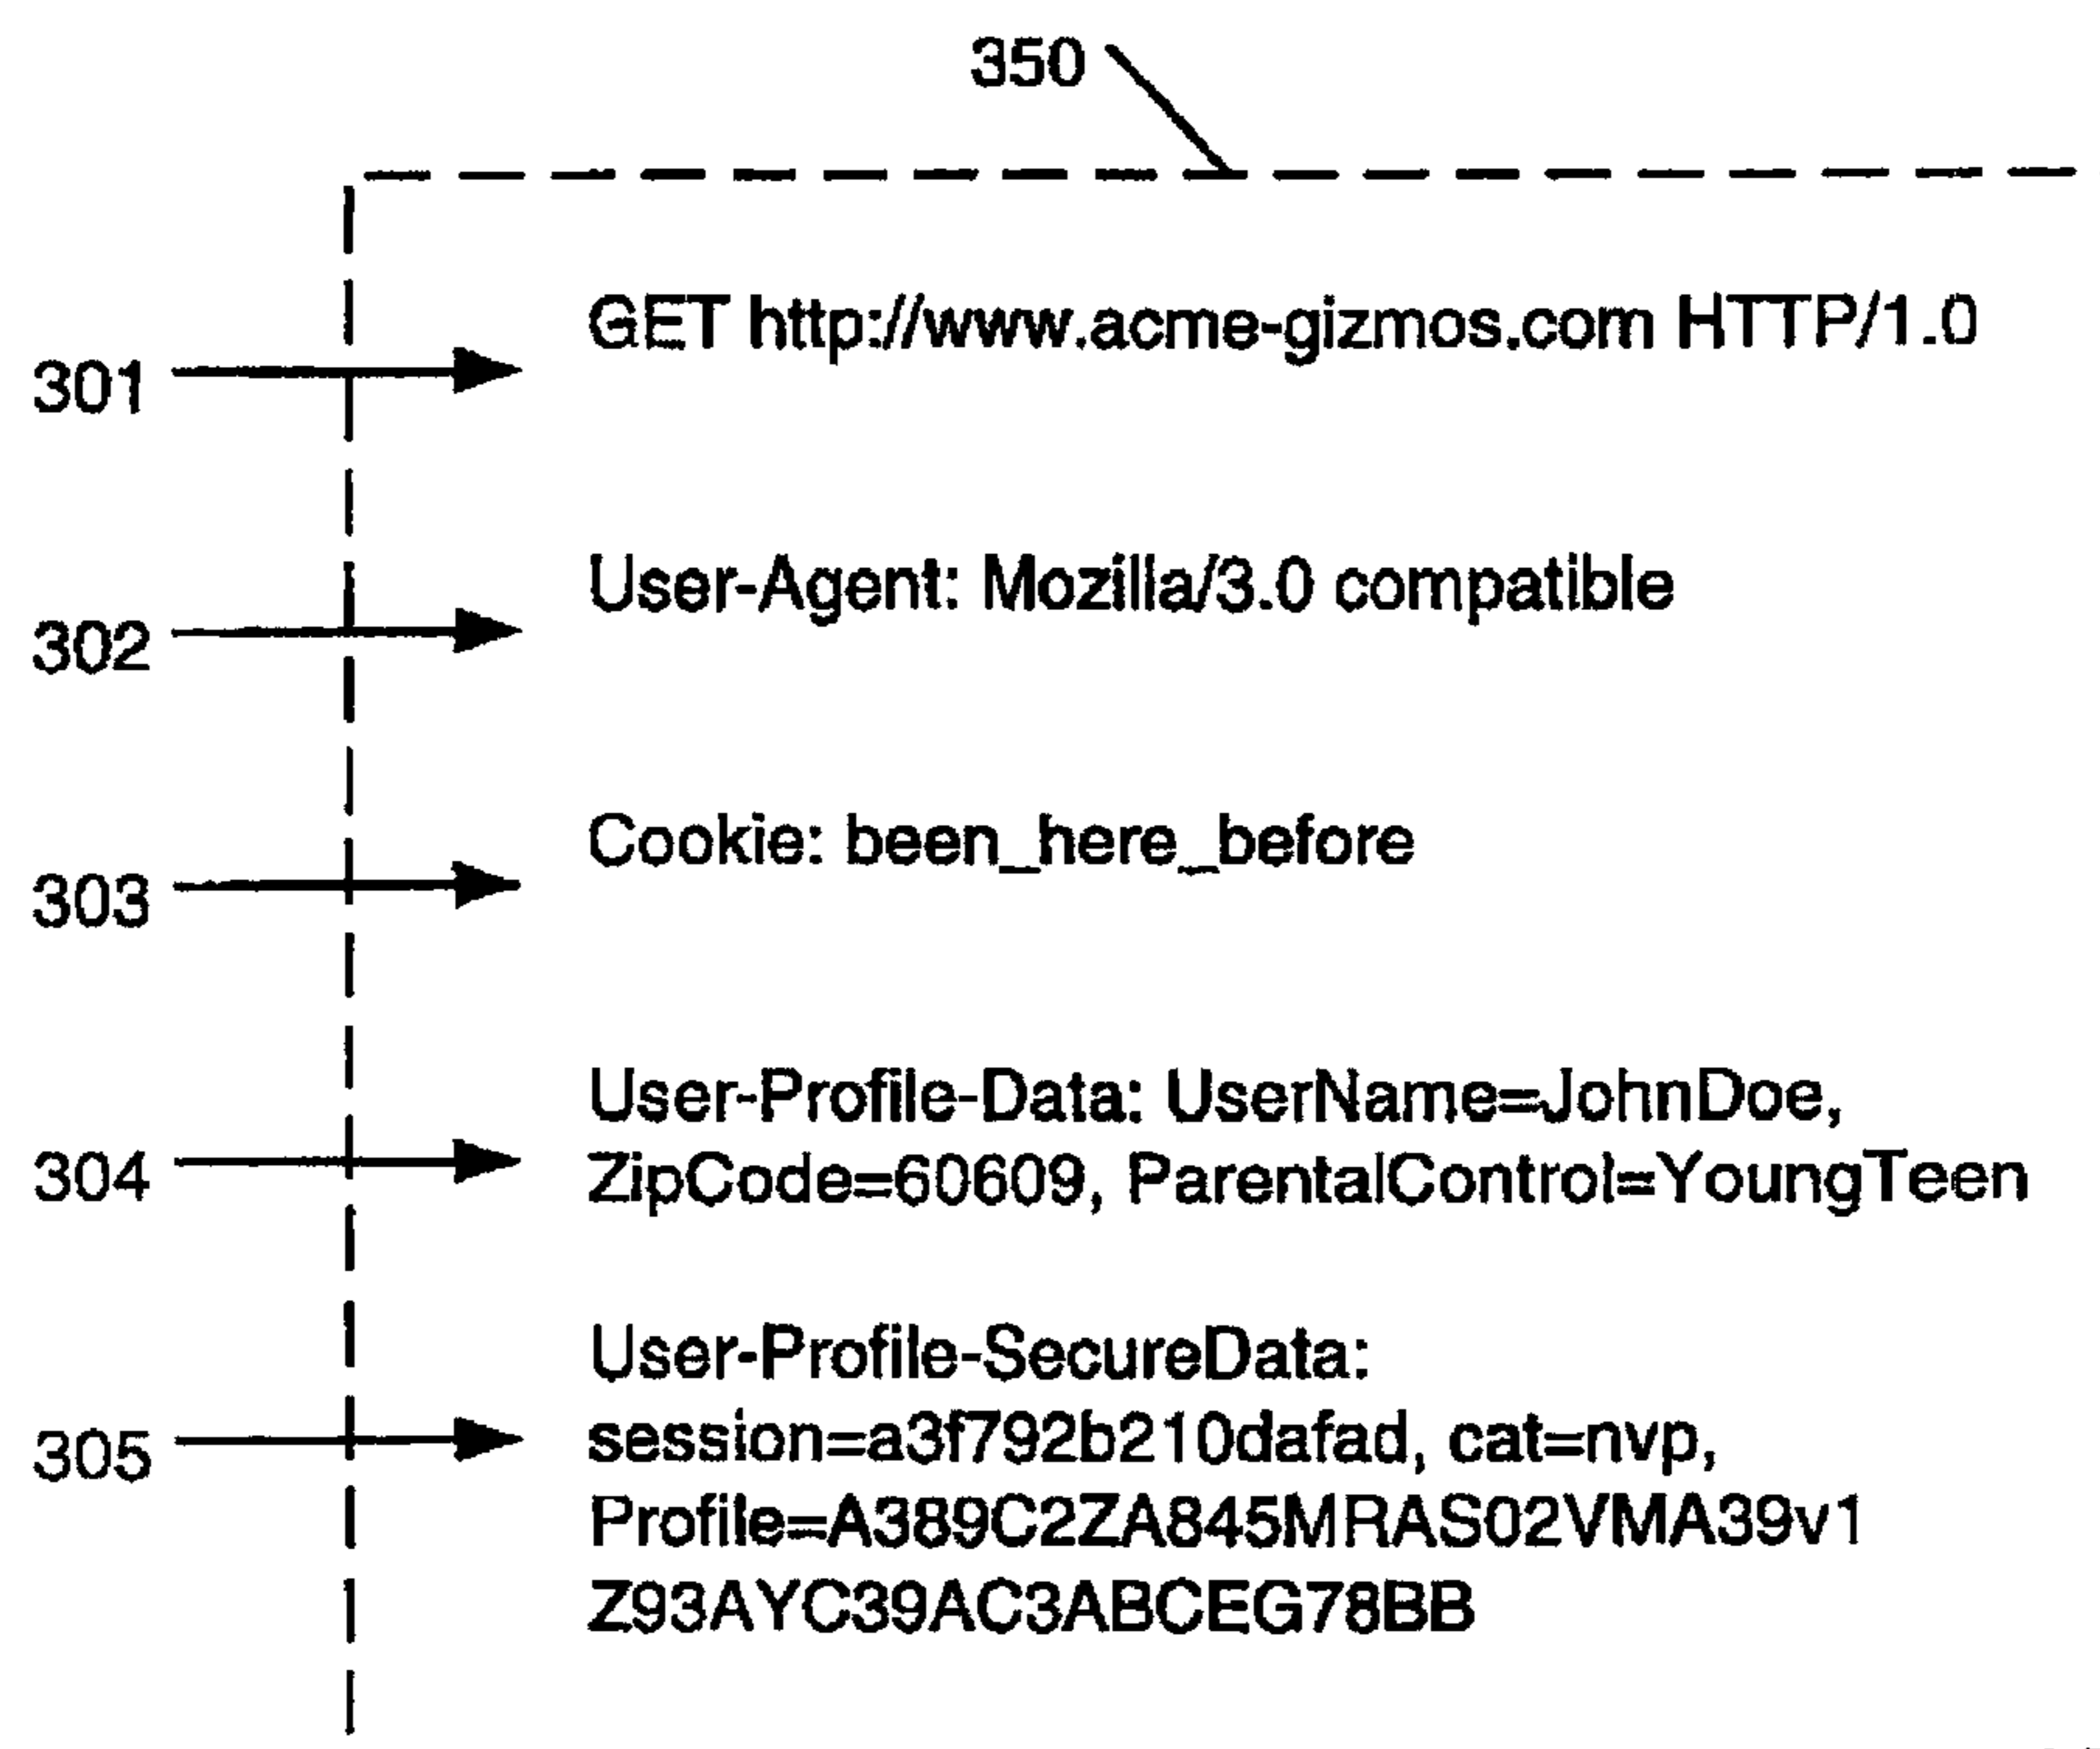 350
301
GET http://www.acme-gizmos.com HTTP/1.0
302
User-Agent: Mozilla/3.0 compatible
303
Cookie: been_here_before
304
User-Profile-Data: UserName=JohnDoe,
ZipCode=60609, ParentalControl=YoungTeen
305
User-Profile-SecureData:
session=a3f792b210dafad, cat=nvp,
Profile=A389C2ZA845MRAS02VMA39v1
Z93AYC39AC3ABCEG78BB